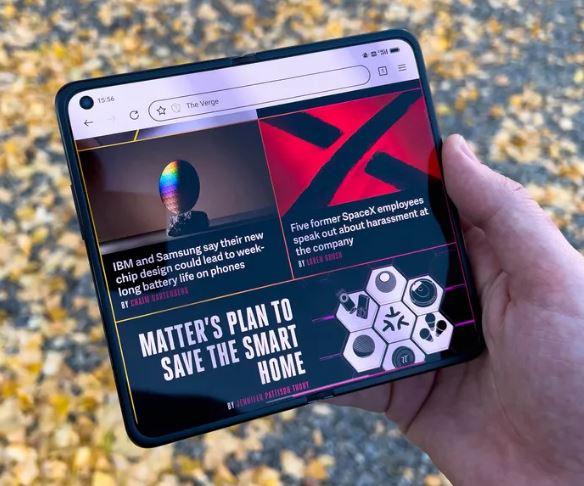 15:56
The Verge
1
IBM and Samsung say their new
chip design could lead to week-
long battery life on phones
BY CHAIM GARTENBERG
Five former SpaceX employees
speak out about harassment at
the company
BY LOREN GRUSH
MATTER'S PLAN TO
SAVE THE SMART
HOME
BY JENNIFER PATTISON TUOHY